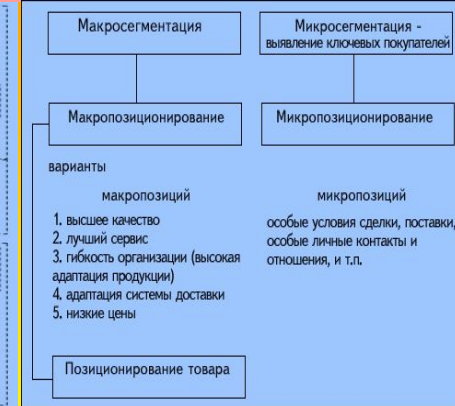 Макросегментация
Микросегментация -
выявление ключевых покупателей
Макропозиционирование
Микропозиционирование
варианты
макропозиций
1. высшее качество
2. лучший сервис
3. гибкость организации (высокая
адаптация продукции)
4. адаптация системы доставки
5. низкие цены
микропозиций
особые условия сделки, поставки,
особые личные контакты и
отношения, и т.п.
Позиционирование товара